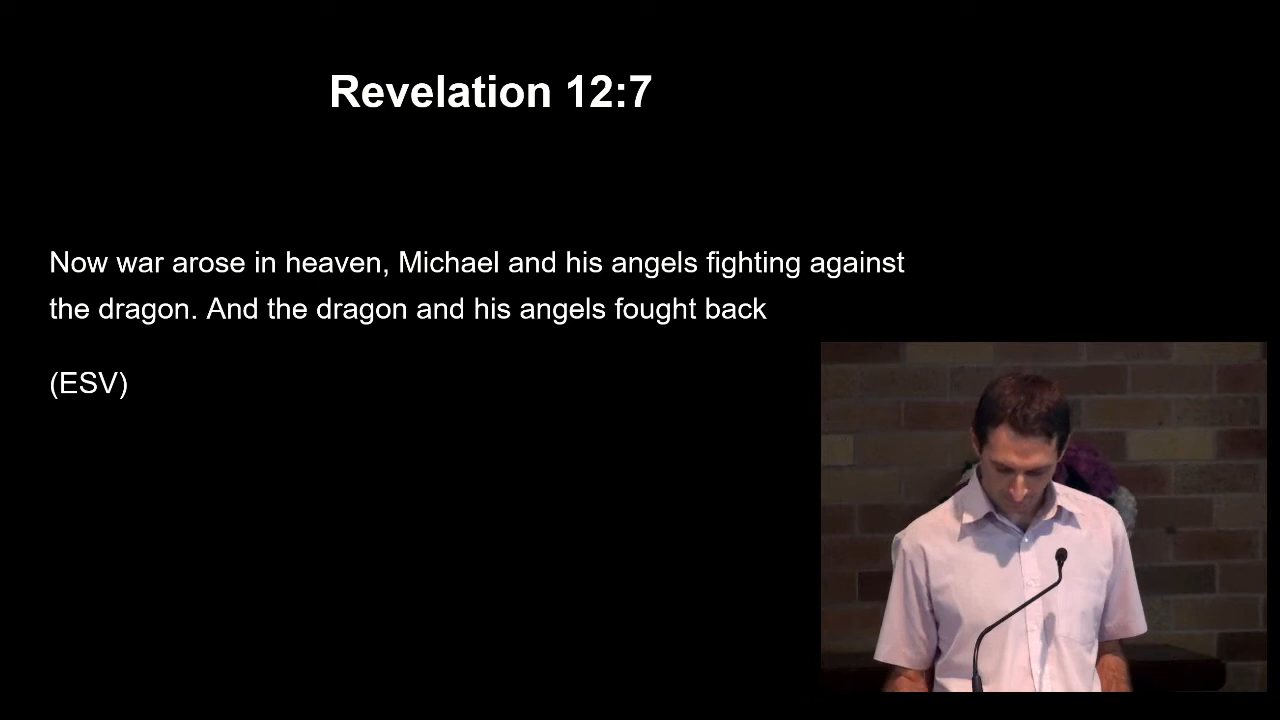 Revelation 12:7
Now war arose in heaven, Michael and his angels fighting against
the dragon. And the dragon and his angels fought back
(ESV)